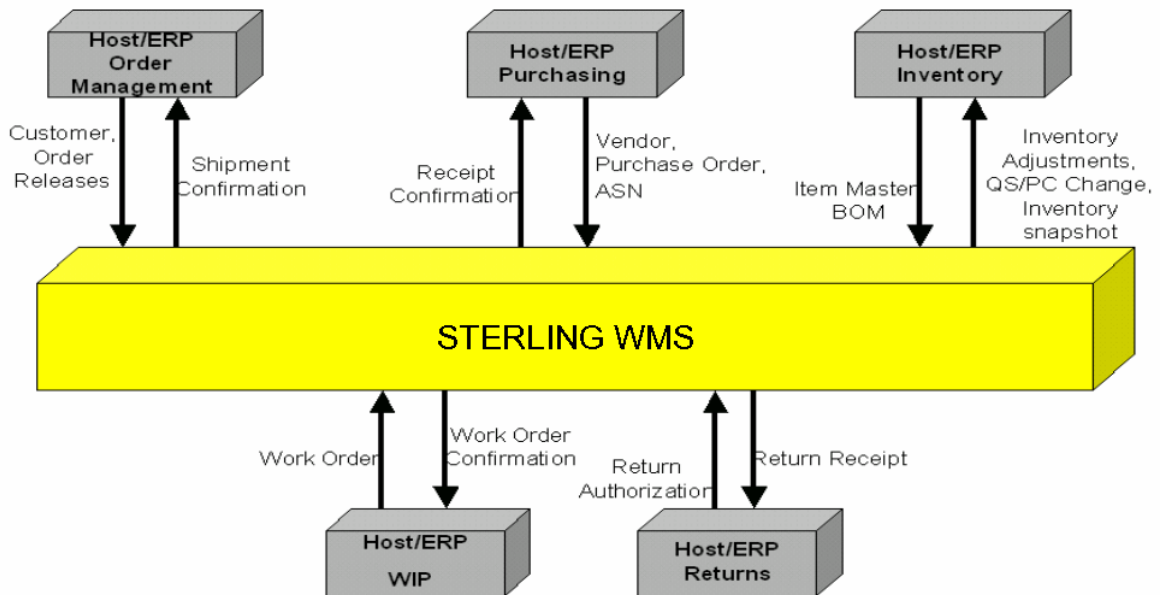 Host/ERP
Order
Management
Host/ERP
Purchasing
Host/ERP
Inventory
Customer,
Order
Releases
Shipment
Confirmation
Receipt
Confirmation
Vendor,
Purchase Order,
ASN
Item Master
BOM
Inventory
Adjustments,
QS/PC Change,
Inventory
snapshot
STERLING WMS
Work Order
Work Order
Confirmation
Return
Authorization
Return Receipt
Host/ERP
WIP
Host/ERP
Returns